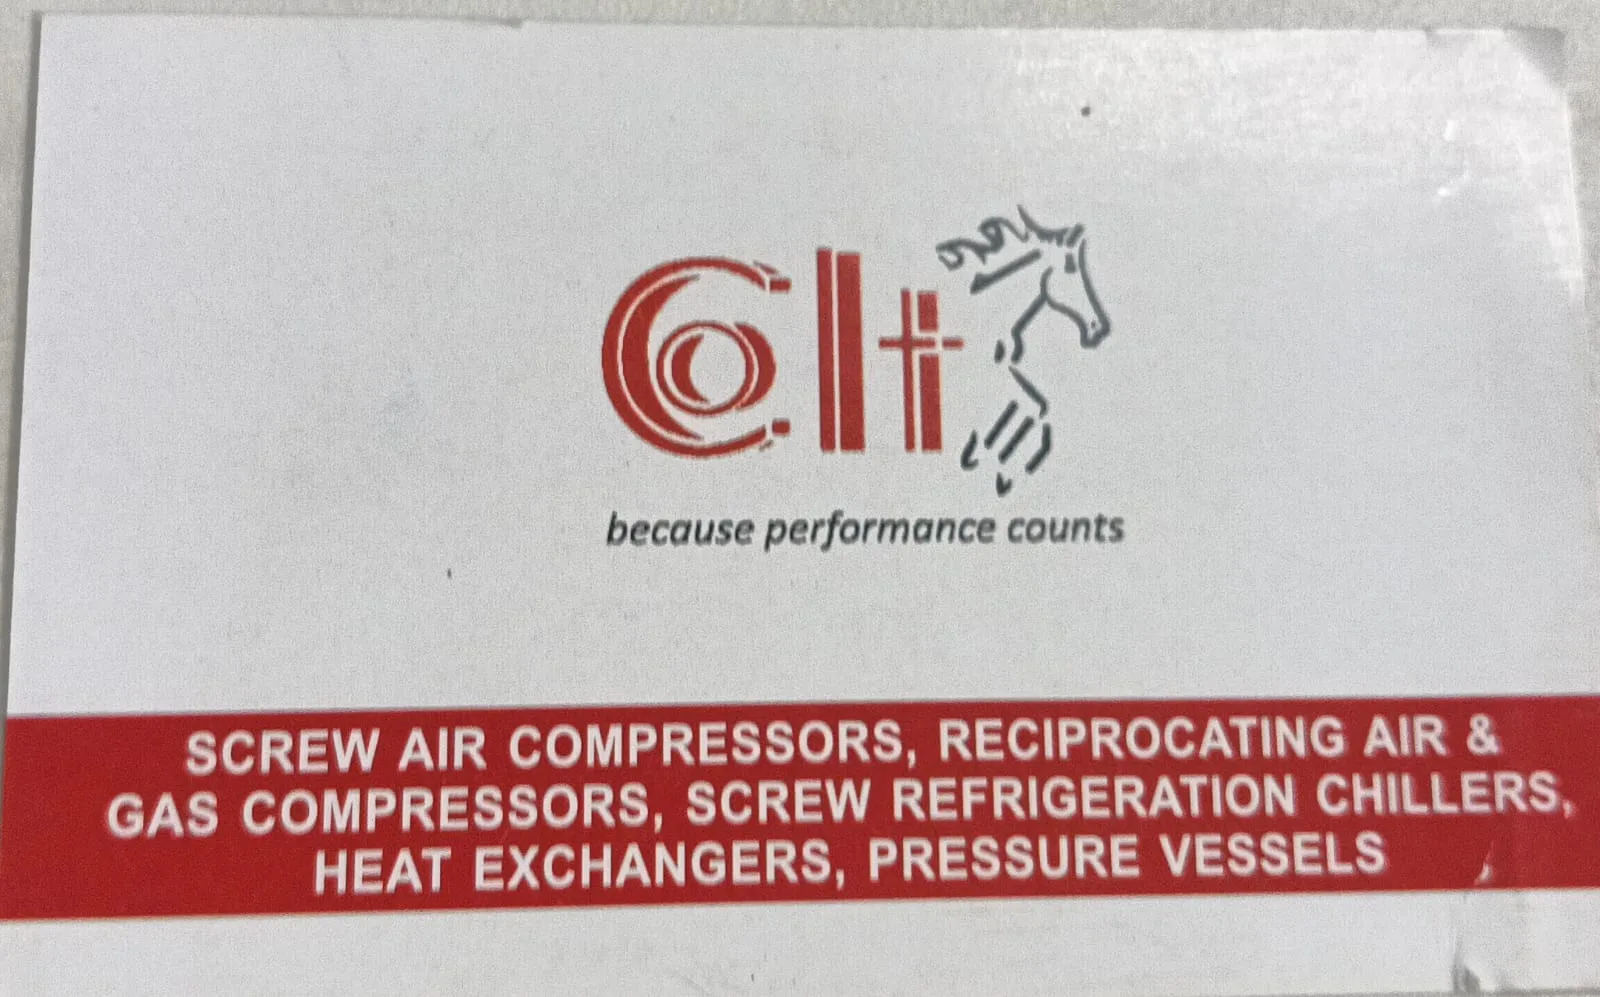 Colt
because performance counts
SCREW AIR COMPRESSORS, RECIPROCATING AIR &
GAS COMPRESSORS, SCREW REFRIGERATION CHILLERS,
HEAT EXCHANGERS, PRESSURE VESSELS